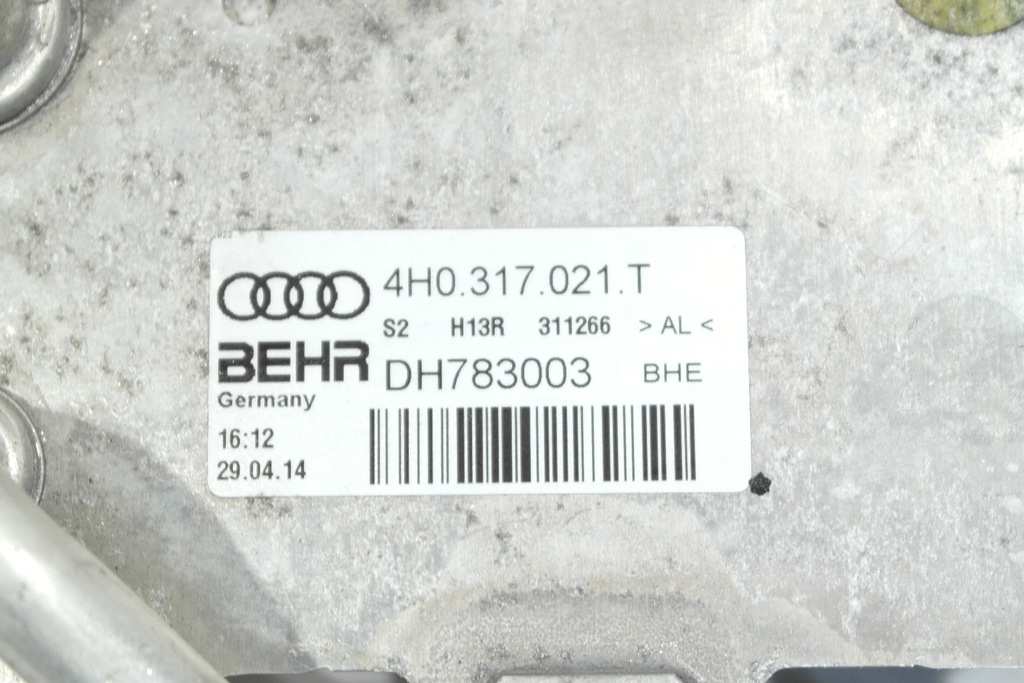 4H0.317.021.T
S2 H13R 311266 > AL <
BEHR DH783003 BHE
Germany
16:12
29.04.14